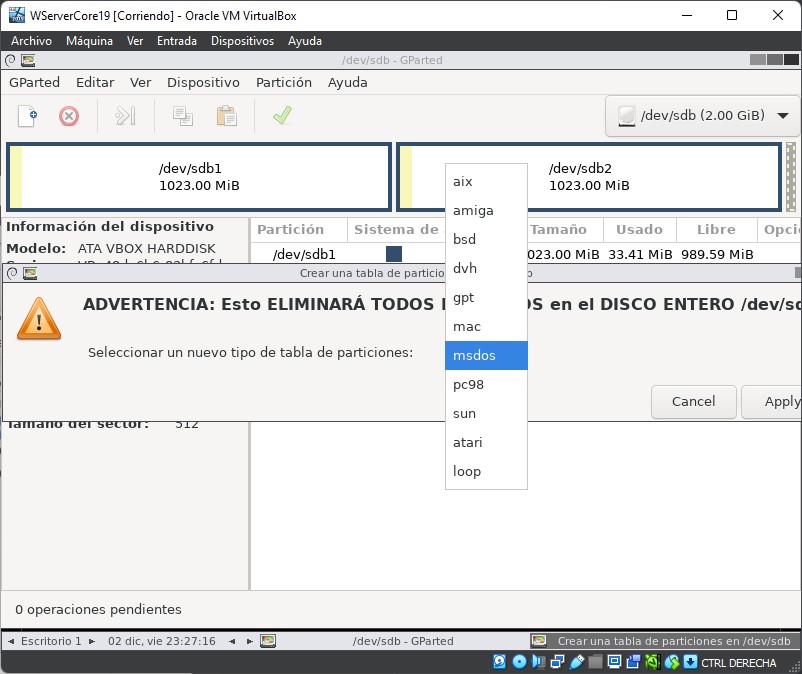 WServerCore19 [Corriendo] - Oracle VM VirtualBox
Archivo Máquina Ver Entrada Dispositivos Ayuda
/dev/sdb - GParted
GParted Editar Ver Dispositivo Partición Ayuda
/dev/sdb (2.00 GiB)
/dev/sdb1
1023.00 MiB
/dev/sdb2
1023.00 MiB
Información del dispositivo
Modelo: ATA VBOX HARDDISK
Partición Sistema de Tamaño Usado Libre Opci
/dev/sdb1 023.00 MiB 33.41 MiB 989.59 MiB
Crear una tabla de particio b
ADVERTENCIA: Esto ELIMINARÁ TODOS OS en el DISCO ENTERO /dev/sd
Seleccionar un nuevo tipo de tabla de particiones:
aix
amiga
bsd
dvh
gpt
mac
msdos
pc98
sun
atari
loop
Cancel Apply
Tamaño del sector: 512
0 operaciones pendientes
Escritorio 1 02 dic, vie 23:27:16 /dev/sdb - GParted Crear una tabla de particiones en /dev/sdb
CTRL DERECHA